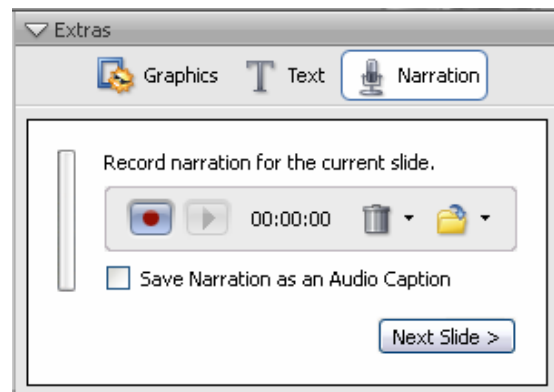 Extras
Graphics Text Narration
Record narration for the current slide.
00:00:00
Save Narration as an Audio Caption
Next Slide >